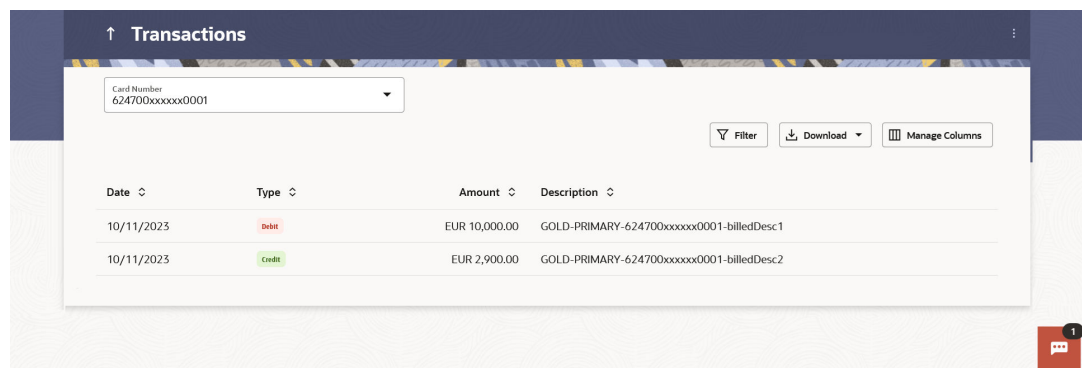 Transactions
Card Number
624700xxxxxx0001
Filter
Download
Manage Columns
Date Type Amount Description
10/11/2023 Debit EUR 10,000.00 GOLD-PRIMARY-624700xxxxxx0001-billedDesc1
10/11/2023 Credit EUR 2,900.00 GOLD-PRIMARY-624700xxxxxx0001-billedDesc2
1